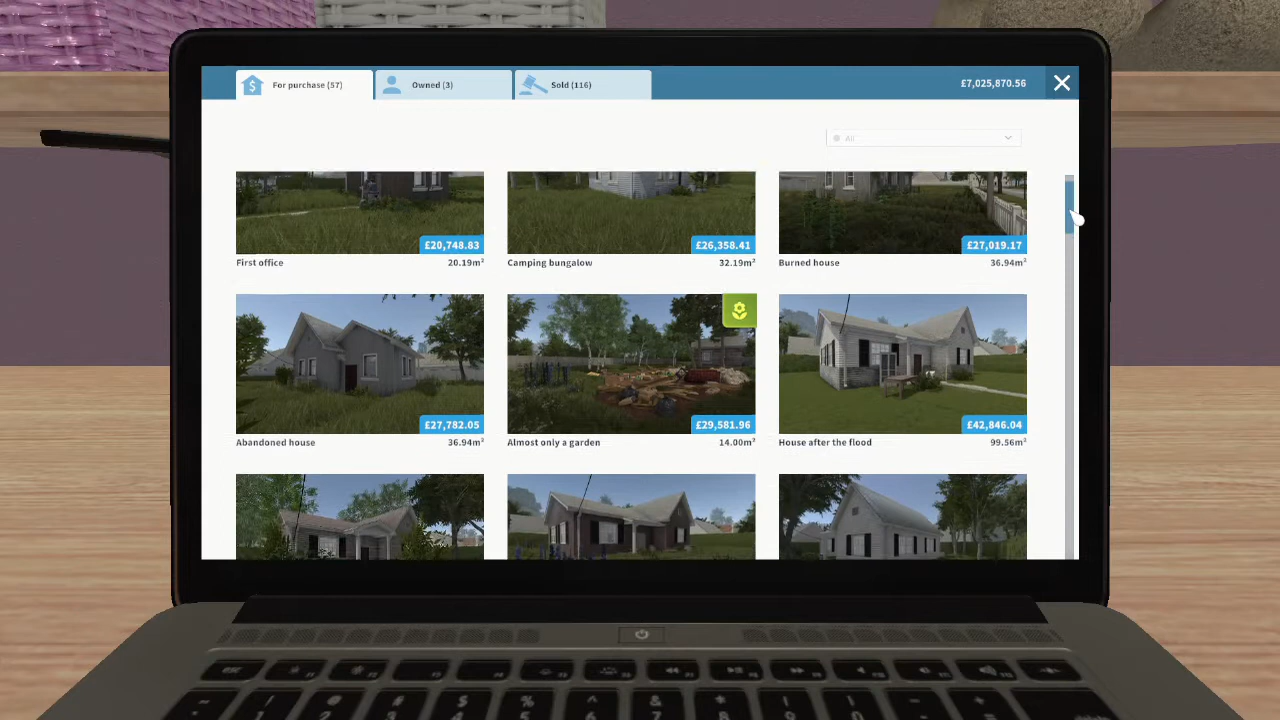 For purchase (57)
Owned (3)
Sold (116)
£7,025,870.56
All
£20,748.83
£26,358.41
£27,019.17
First office
20.19m²
Camping bungalow
32.19m²
Burned house
36.94m²
£27,782.05
£29,581.96
£42,846.04
Abandoned house
36.94m²
Almost only a garden
14.00m²
House after the flood
99.56m²